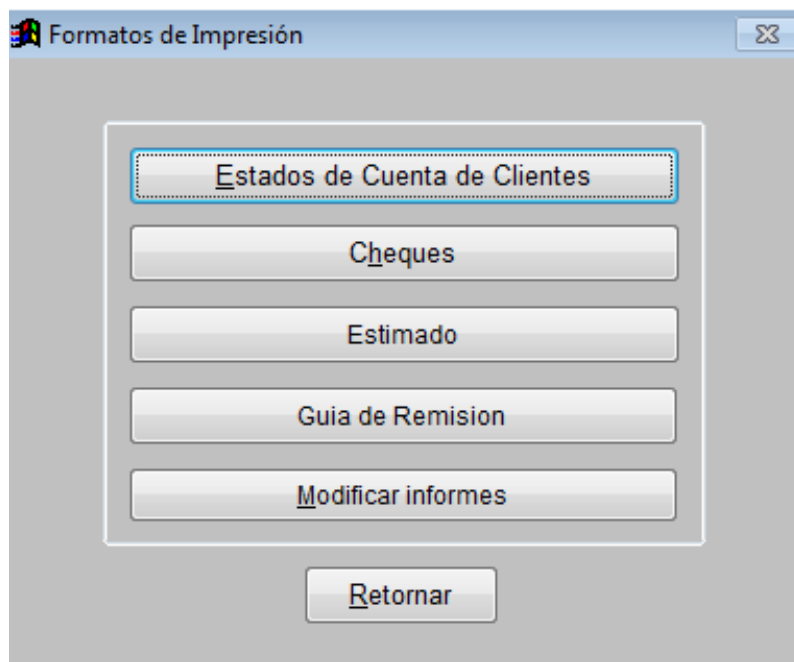 Formatos de Impresión
Estados de Cuenta de Clientes
Cheques
Estimado
Guia de Remision
Modificar informes
Retornar